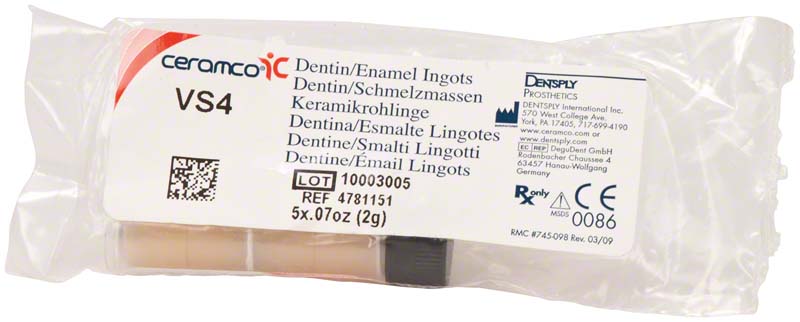 ceramco® iC
VS4
Dentin/Enamel Ingots
Dentin/Schmelzmassen
Keramikrohlinge
Dentina/Esmalte Lingotes
Dentine/Smalti Lingotti
Dentine/Émail Lingots
LOT 10003005
REF 4781151
5x.07oz (2g)
DENTSPLY
PROSTHETICS
DENTSPLY International Inc.
570 West College Ave.
York, PA 17405, 717-699-4190
www.ceramco.com or www.
dentsply.com
EC REP DeguDent GmbH
Rodenbacher Chaussee 4
63457 Hanau-Wolfgang
Germany
Rx only
MSDS
CE
0086
RMC #745-098 Rev. 03/09